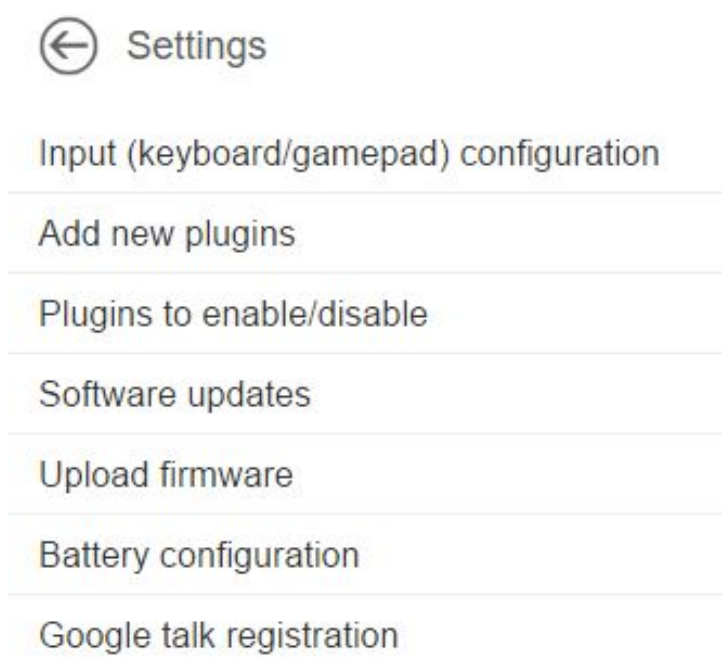 Settings
Input (keyboard/gamepad) configuration
Add new plugins
Plugins to enable/disable
Software updates
Upload firmware
Battery configuration
Google talk registration